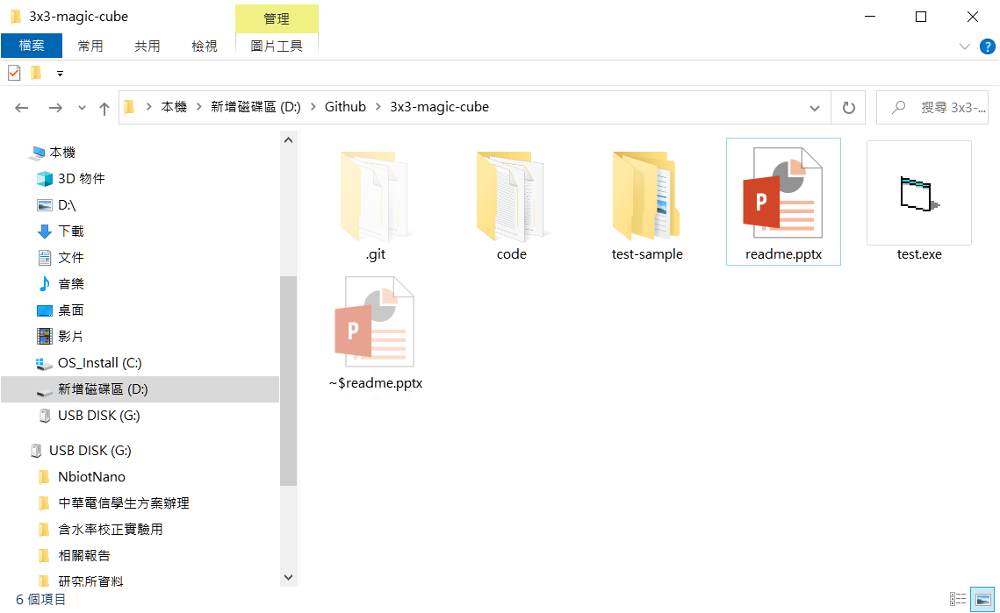 3x3-magic-cube
管理
檔案 常用 共用 檢視 圖片工具
本機 新增磁碟區 (D:) Github 3x3-magic-cube
搜尋 3x3-...
本機
3D 物件
D:\
下載
文件
音樂
桌面
影片
OS_Install (C:)
新增磁碟區 (D:)
USB DISK (G:)
USB DISK (G:)
NbiotNano
中華電信學生方案辦理
含水率校正實驗用
相關報告
研究所資料
.git
code
test-sample
P
readme.pptx
test.exe
P
~$readme.pptx
6 個項目